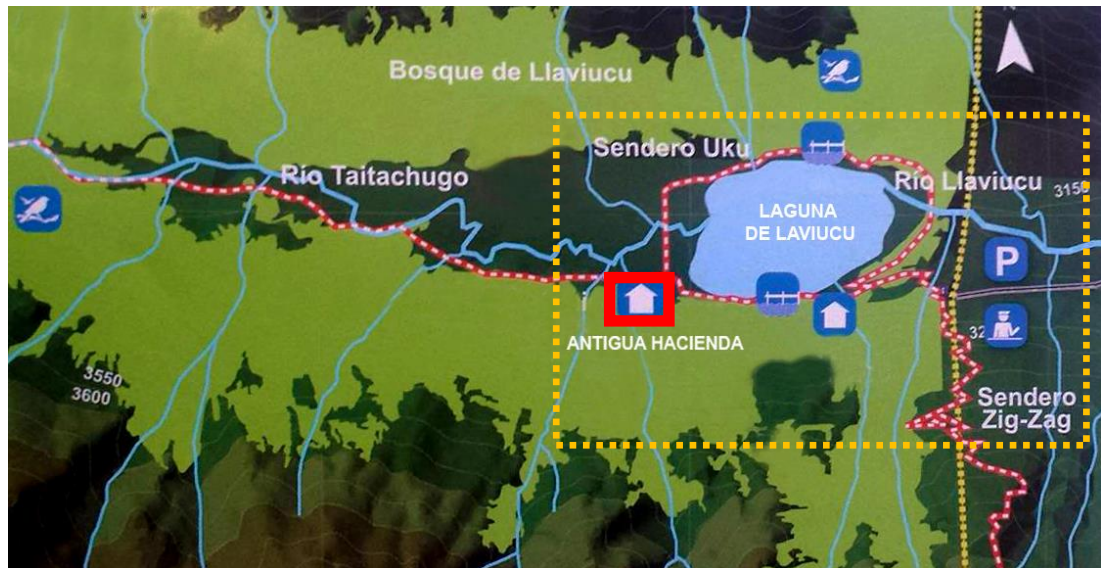 Bosque de Llaviucu
Sendero Uku
Río Taitachugo
Río Llaviucu
3150
LAGUNA
DE LAVIUCU
P
ANTIGUA HACIENDA
32
3550
3600
Sendero
Zig-Zag